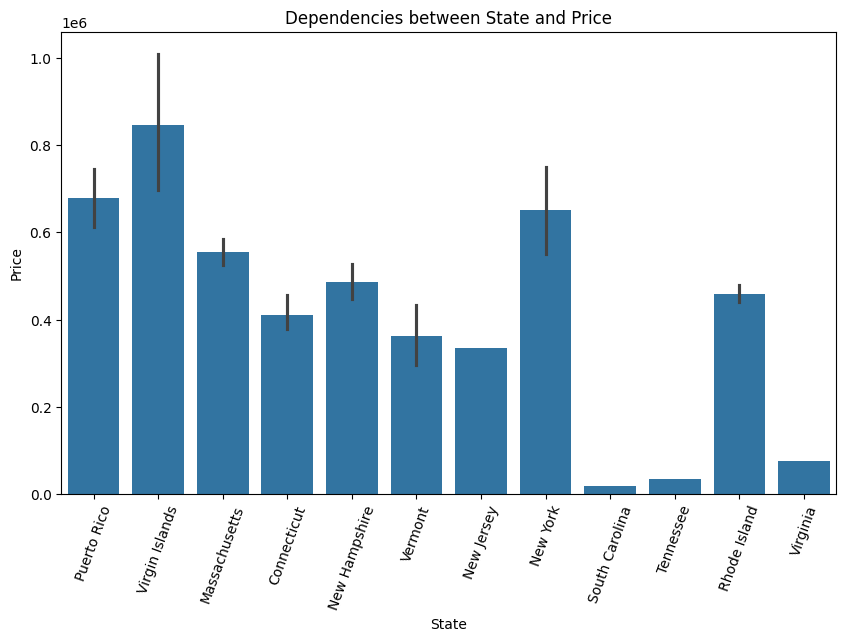 Dependencies between State and Price
1e6
1.0
0.8
0.6
0.4
0.2
0.0
Price
Puerto Rico
Virgin Islands
Massachusetts
Connecticut
New Hampshire
Vermont
New Jersey
New York
South Carolina
Tennessee
Rhode Island
Virginia
State